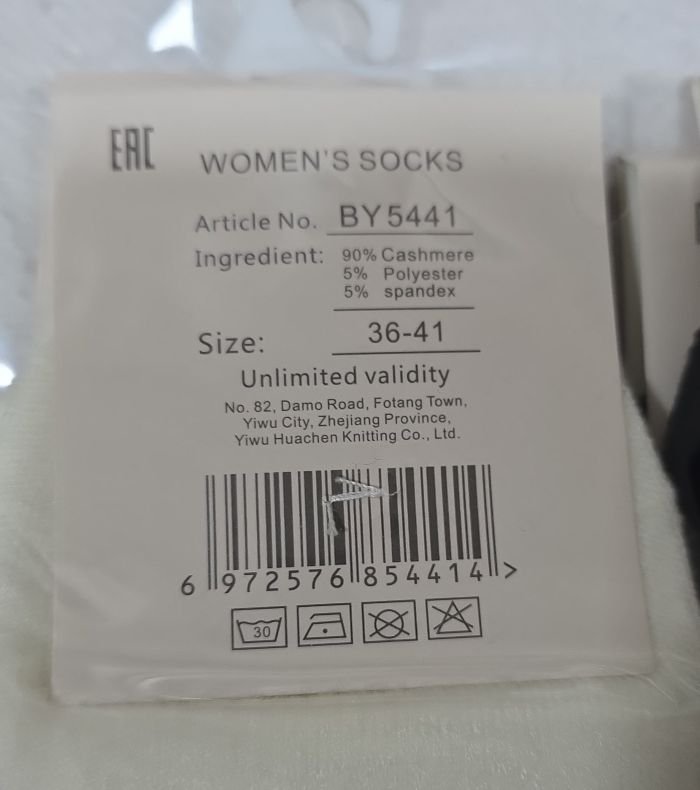 EAC
WOMEN'S SOCKS
Article No. BY5441
Ingredient: 90% Cashmere
5% Polyester
5% spandex
Size: 36-41
Unlimited validity
No. 82, Damo Road, Fotang Town,
Yiwu City, Zhejiang Province,
Yiwu Huachen Knitting Co., Ltd.
6 972576 854414 >
30